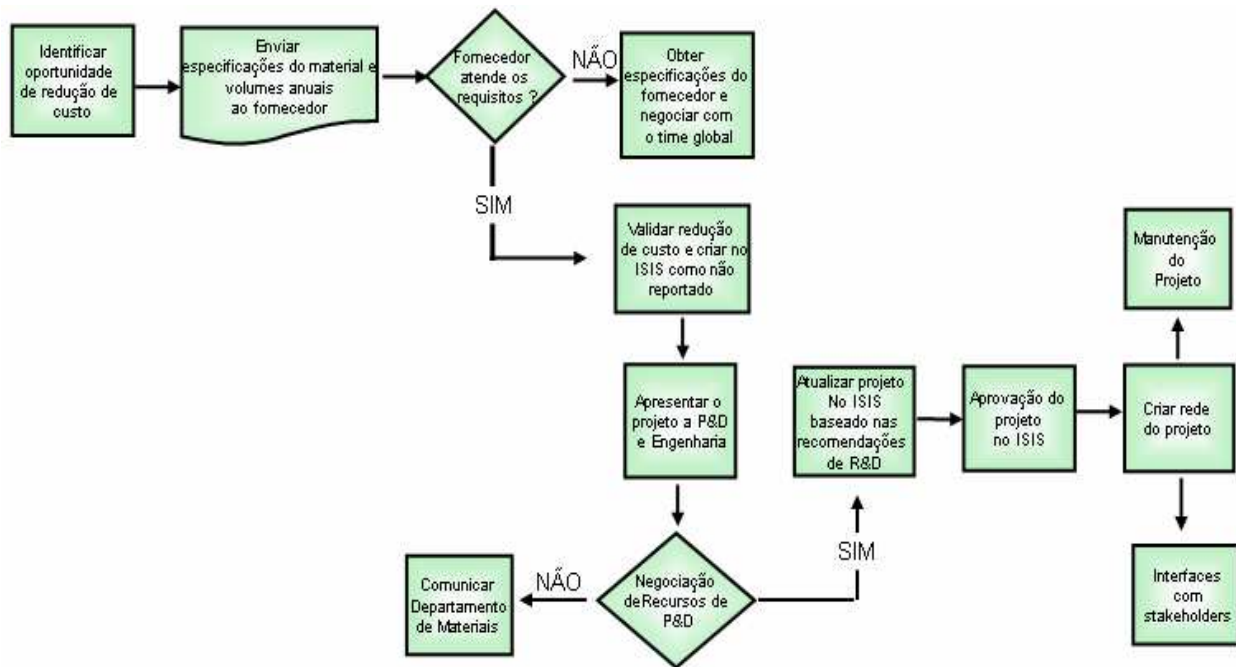 Identificar
oportunidade
de redução de
custo
Enviar
especificações do material e
volumes anuais
ao fornecedor
Fornecedor
atende os
requisitos ?
NÃO
Obter
especificações do
fornecedor e
negociar com
o time global
SIM
Validar redução
de custo e criar no
ISIS como não
reportado
Apresentar o
projeto a P&D
e Engenharia
Negociação
de Recursos de
P&D
NÃO
Comunicar
Departamento
de Materiais
SIM
Atualizar projeto
No ISIS
baseado nas
recomendações
de R&D
Aprovação do
projeto
no ISIS
Criar rede
do projeto
Manutenção
do
Projeto
Interfaces
com
stakeholders